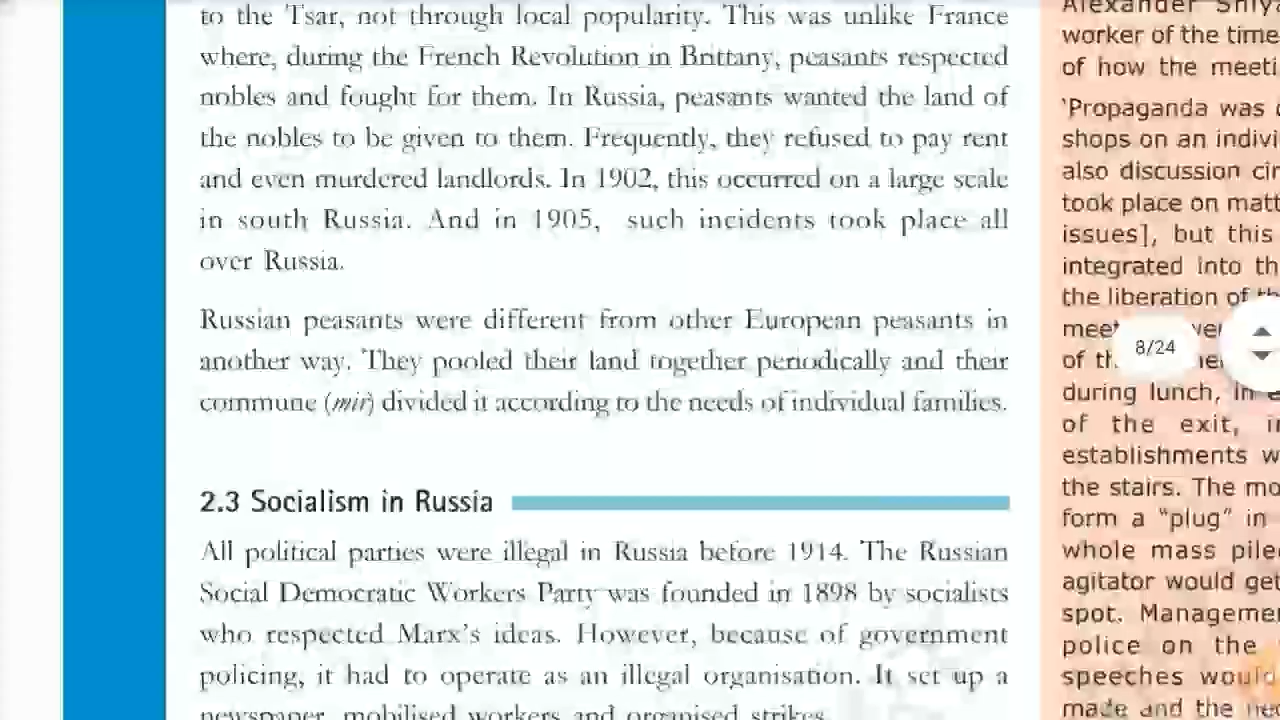 to the Tsar, not through local popularity. This was unlike France
where, during the French Revolution in Brittany, peasants respected
nobles and fought for them. In Russia, peasants wanted the land of
the nobles to be given to them. Frequently, they refused to pay rent
and even murdered landlords. In 1902, this occurred on a large scale
in south Russia. And in 1905, such incidents took place all
over Russia.
Russian peasants were different from other European peasants in
another way. They pooled their land together periodically and their
commune (mir) divided it according to the needs of individual families.
2.3 Socialism in Russia
All political parties were illegal in Russia before 1914. The Russian
Social Democratic Workers Party was founded in 1898 by socialists
who respected Marx's ideas. However, because of government
policing, it had to operate as an illegal organisation. It set up a
newspaper, mobilised workers and organised strikes.
Alexander
worker of the time
of how the meeti
'Propaganda was
shops on an indivi
also discussion cir
took place on matt
issues], but this
integrated into th
the liberation of
of
during lunch, in
of the exit, i
establishments w
the stairs. The mo
form a "plug" in
whole mass pile
agitator would get
spot. Manageme
police on the
speeches would
made and the
8/24